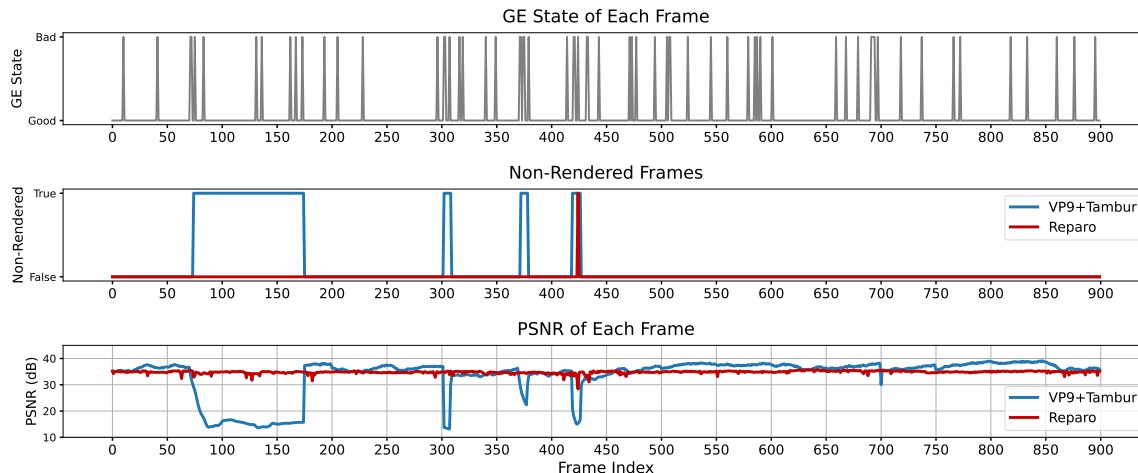 GE State of Each Frame
GE State
Bad
Good
0 50 100 150 200 250 300 350 400 450 500 550 600 650 700 750 800 850 900
Non-Rendered Frames
Non-Rendered
True
False
VP9+Tambur
Reparo
0 50 100 150 200 250 300 350 400 450 500 550 600 650 700 750 800 850 900
PSNR of Each Frame
PSNR (dB)
40
30
20
10
VP9+Tambur
Reparo
0 50 100 150 200 250 300 350 400 450 500 550 600 650 700 750 800 850 900
Frame Index